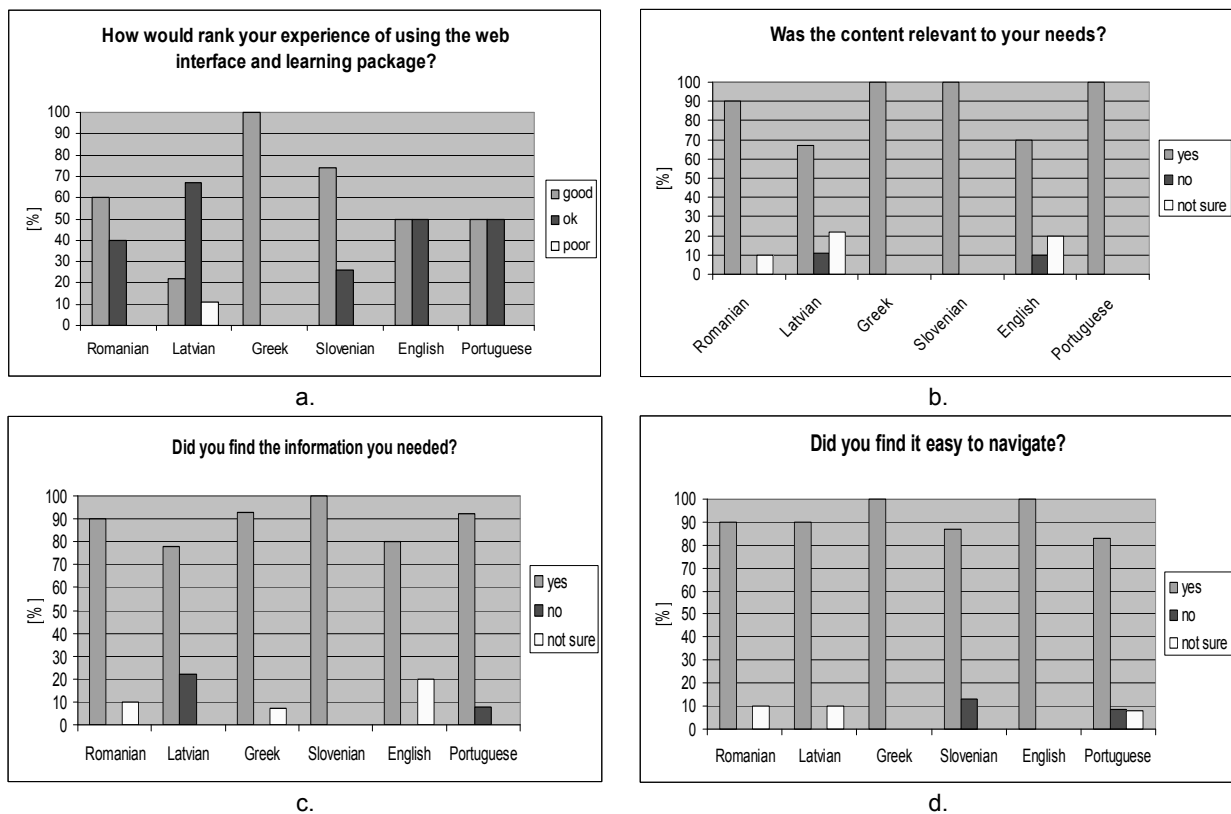 How would rank your experience of using the web
interface and learning package?
100
90
80
70
60
50
40
30
20
10
0
[%]
Romanian Latvian Greek Slovenian English Portuguese
good
ok
poor
a.
Was the content relevant to your needs?
100
90
80
70
60
50
40
30
20
10
0
[%]
Romanian Latvian Greek Slovenian English Portuguese
yes
no
not sure
b.
Did you find the information you needed?
100
90
80
70
60
50
40
30
20
10
0
[%]
Romanian Latvian Greek Slovenian English Portuguese
yes
no
not sure
c.
Did you find it easy to navigate?
100
90
80
70
60
50
40
30
20
10
0
[%]
Romanian Latvian Greek Slovenian English Portuguese
yes
no
not sure
d.